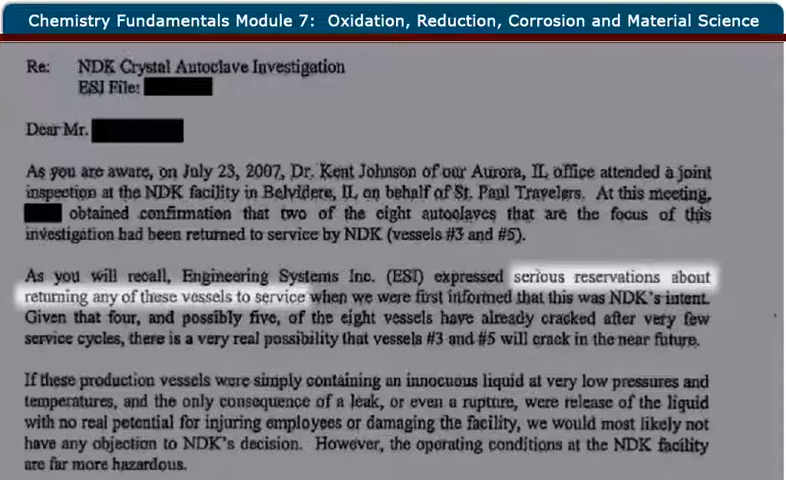 Chemistry Fundamentals Module 7: Oxidation, Reduction, Corrosion and Material Science
Re: NDK Crystal Autoclave Investigation
ESI File:
Dear Mr.
As you are aware, on July 23, 2007, Dr. Kent Johnson of our Aurora, IL office attended a joint
inspection at the NDK facility in Belvidere, IL on behalf of St. Paul Travelers. At this meeting,
obtained confirmation that two of the eight autoclaves that are the focus of this
investigation had been returned to service by NDK (vessels #3 and #5).
As you will recall, Engineering Systems Inc. (ESI) expressed serious reservations about
returning any of these vessels to service when we were first informed that this was NDK's intent.
Given that four, and possibly five, of the eight vessels have already cracked after very few
service cycles, there is a very real possibility that vessels #3 and #5 will crack in the near future.
If these production vessels were simply containing an innocuous liquid at very low pressures and
temperatures, and the only consequence of a leak, or even a rupture, were release of the liquid
with no real potential for injuring employees or damaging the facility, we would most likely not
have any objection to NDK's decision. However, the operating conditions at the NDK facility
are far more hazardous.